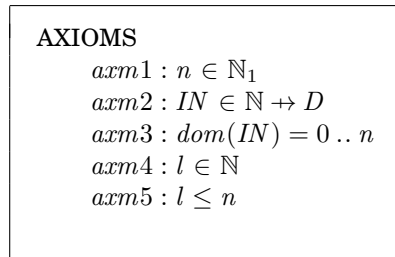 AXIOMS
axm1 : n ∈ ℕ₁
axm2 : IN ∈ ℕ ⇸ D
axm3 : dom(IN) = 0 .. n
axm4 : l ∈ ℕ
axm5 : l ≤ n